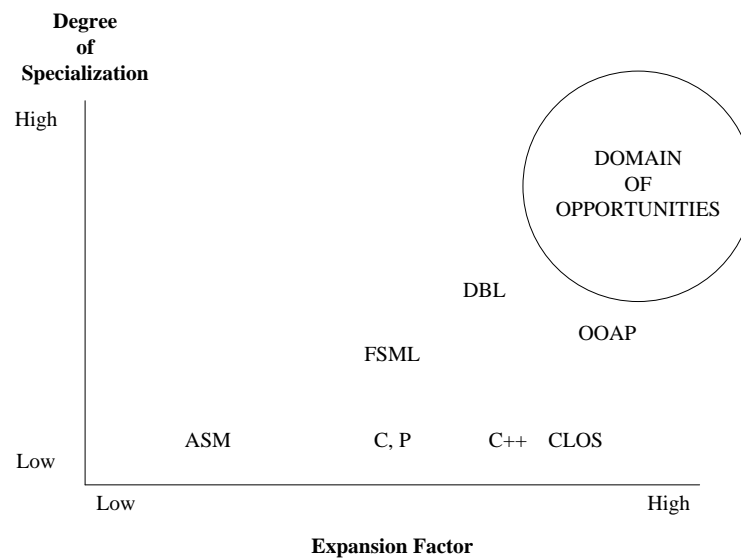 Degree
of
Specialization
High
DOMAIN
OF
OPPORTUNITIES
DBL
OOAP
FSML
ASM C, P C++ CLOS
Low
Low High
Expansion Factor